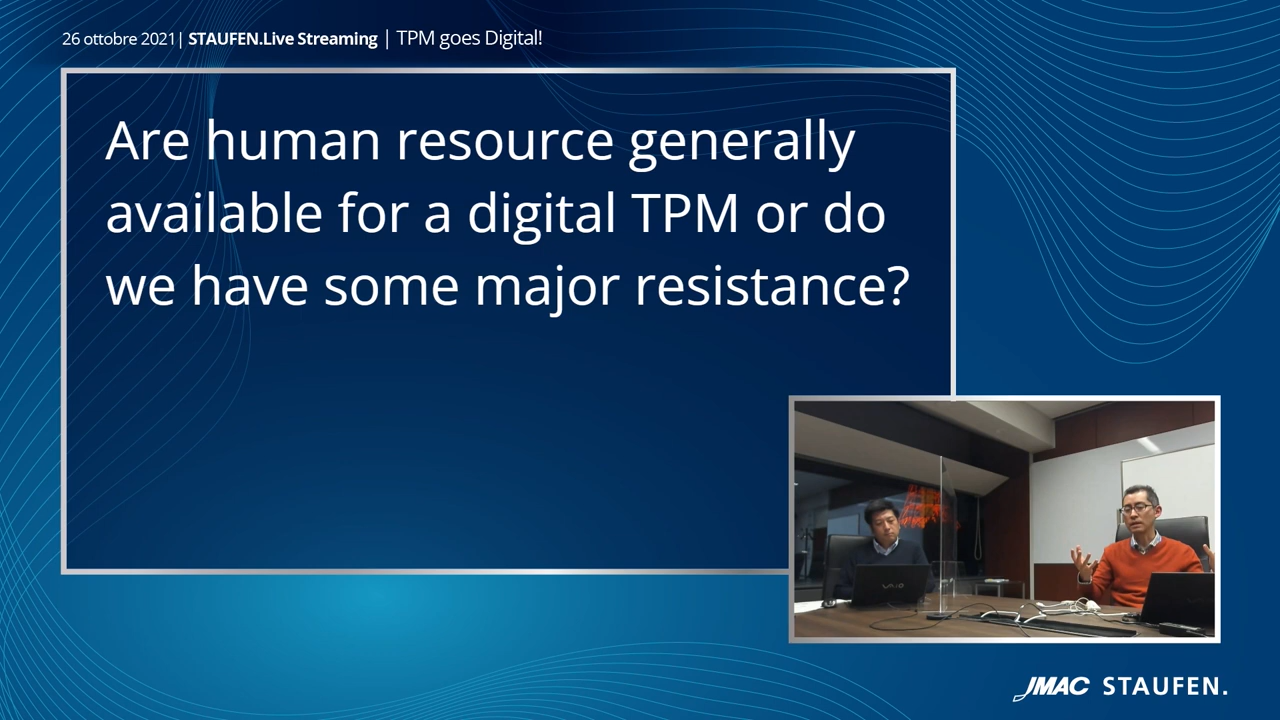 26 ottobre 2021| STAUFEN.Live Streaming | TPM goes Digital!
Are human resource generally
available for a digital TPM or do
we have some major resistance?
VAIO
JMAC STAUFEN.